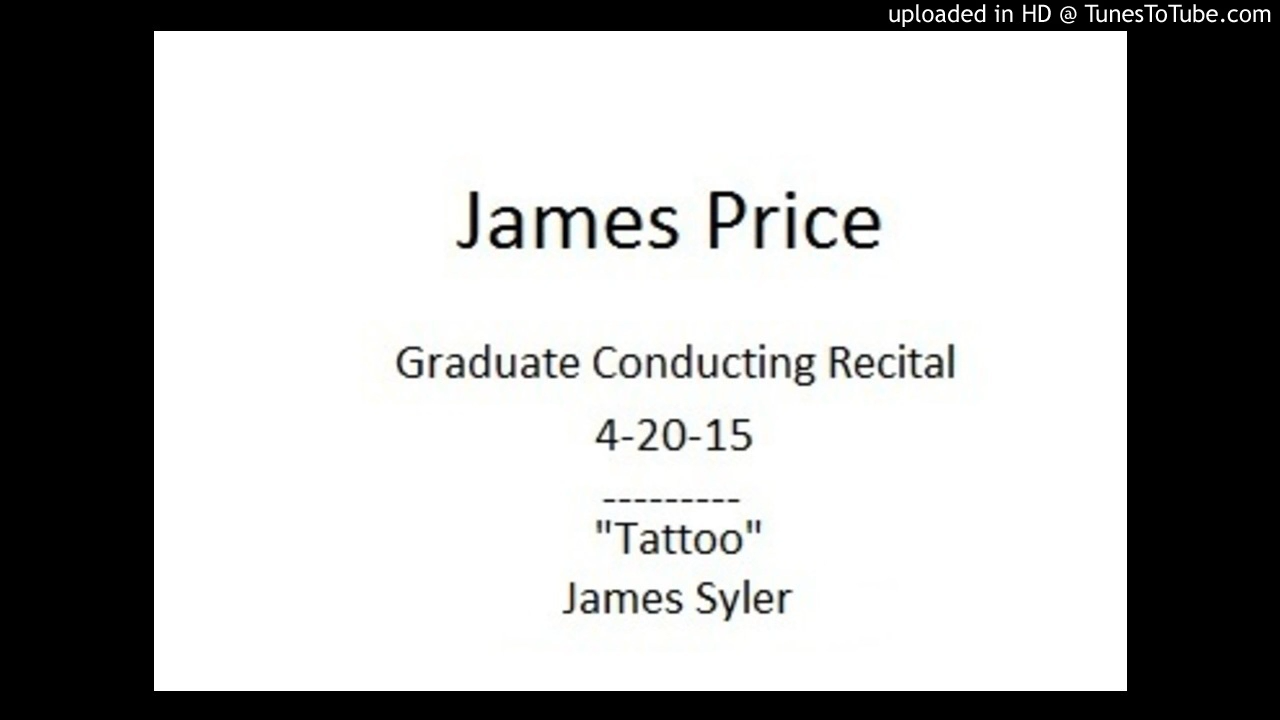 uploaded in HD @ TunesToTube.com
James Price
Graduate Conducting Recital
4-20-15
---------
"Tattoo"
James Syler